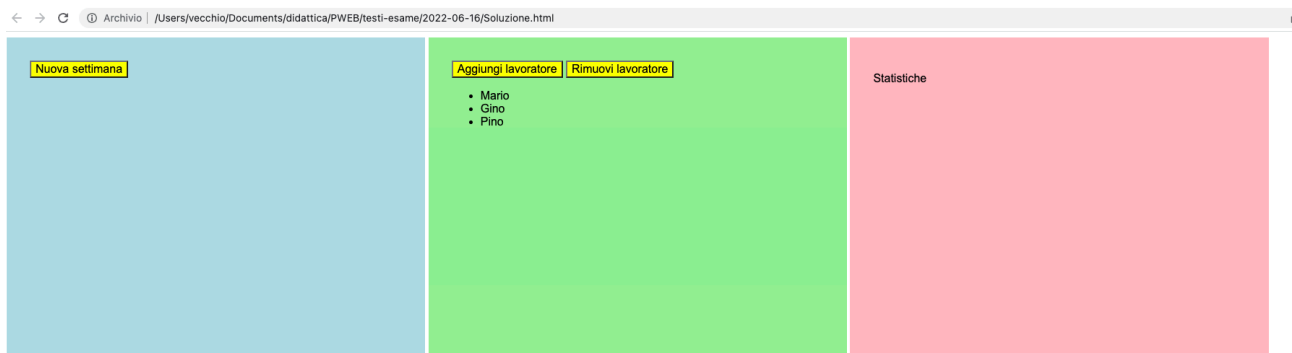 Archivio | /Users/vecchio/Documents/didattica/PWEB/testi-esame/2022-06-16/Soluzione.html
Nuova settimana
Aggiungi lavoratore Rimuovi lavoratore
• Mario
• Gino
• Pino
Statistiche